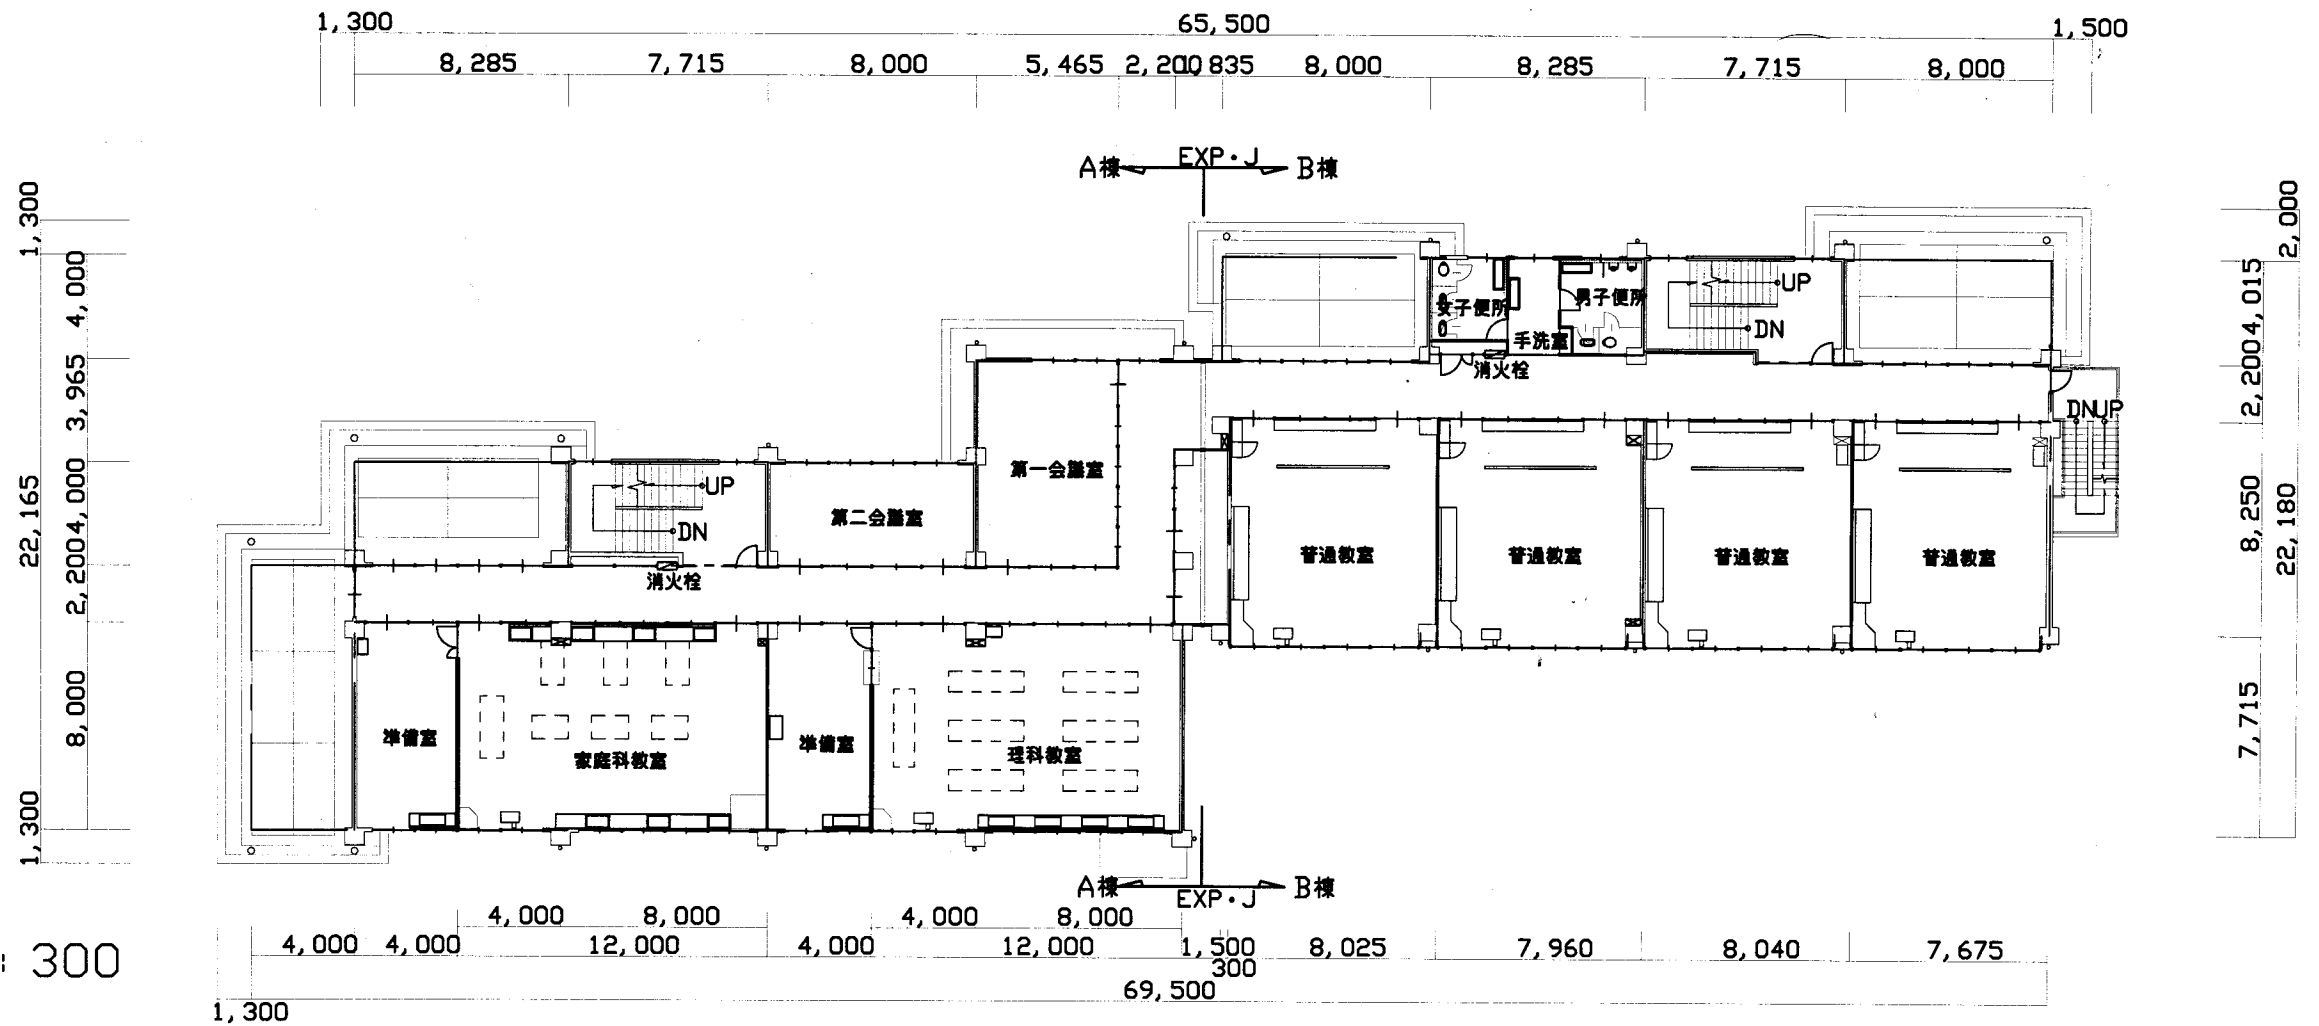 1,300
65,500
1,500
8,285
7,715
8,000
5,465
2,200
1,835
8,000
8,285
7,715
8,000
A棟
EXP・J
B棟
1,300
4,000
3,965
4,000
2,200
8,000
1,300
22,165
2,000
4,015
2,200
8,250
7,715
22,180
女子便所
手洗室
男子便所
消火栓
UP
DN
DN
UP
第一会議室
第二会議室
UP
DN
消火栓
普通教室
普通教室
普通教室
普通教室
準備室
家庭科教室
準備室
理科教室
A棟
EXP・J
B棟
4,000
8,000
4,000
8,000
4,000
4,000
12,000
4,000
12,000
1,500
300
8,025
7,960
8,040
7,675
69,500
1,300
300